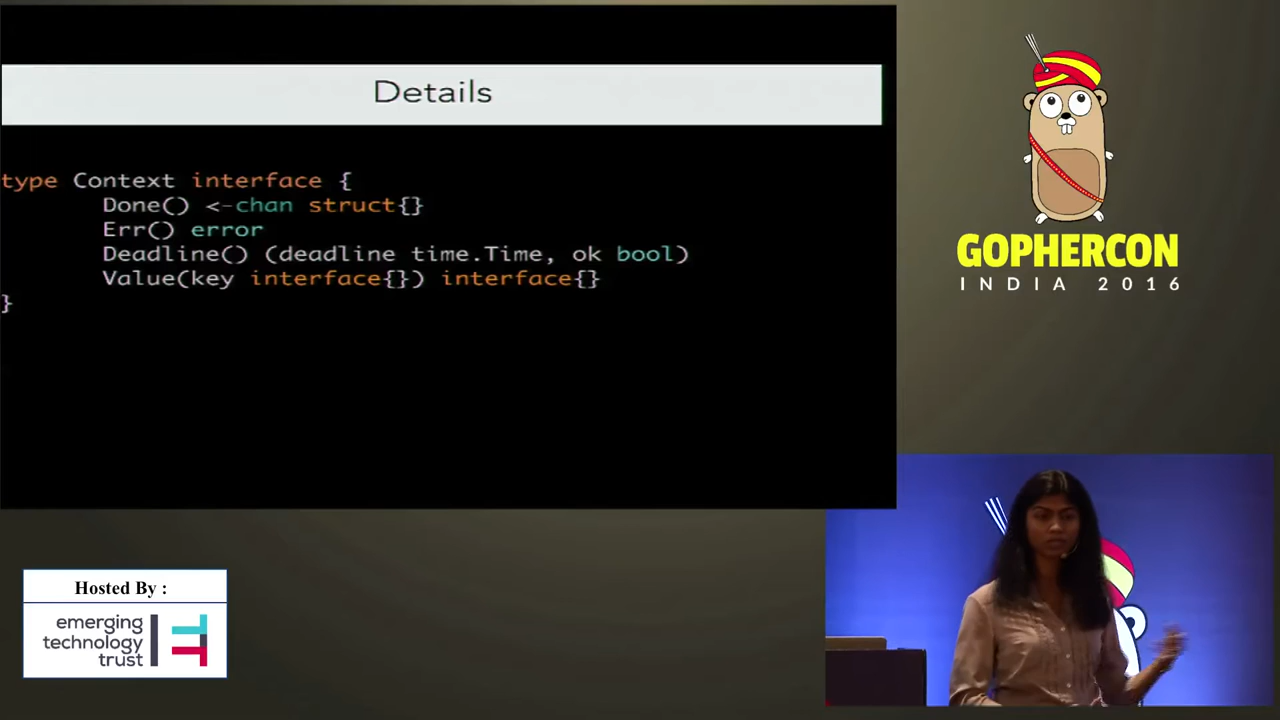 Details
type Context interface {
Done() <-chan struct{}
Err() error
Deadline() (deadline time.Time, ok bool)
Value(key interface{}) interface{}
}
GOPHERCON
INDIA 2016
Hosted By :
emerging
technology
trust